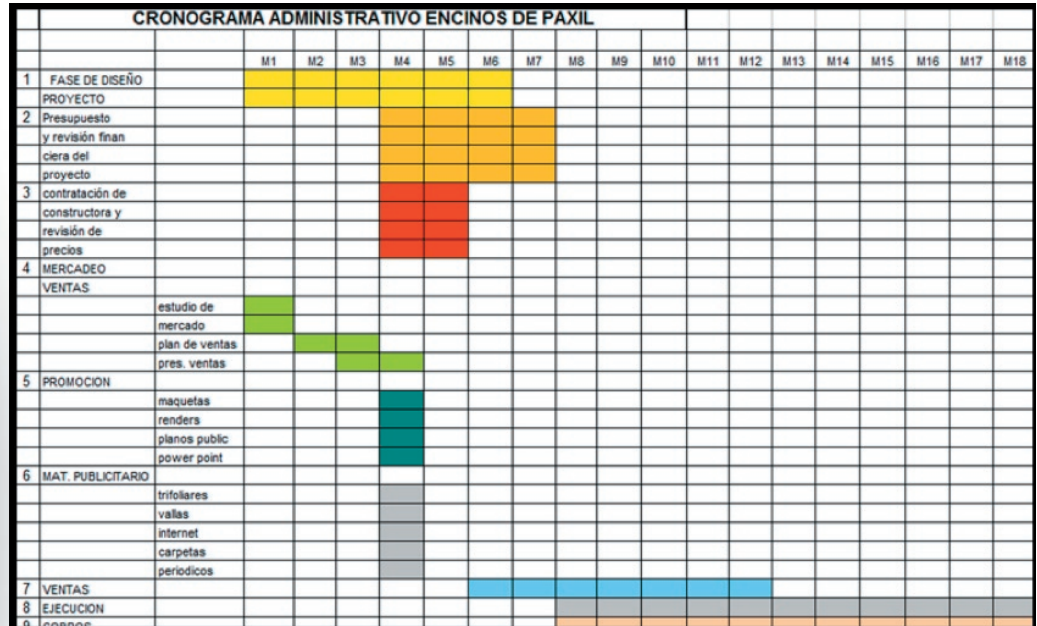 CRONOGRAMA ADMINISTRATIVO ENCINOS DE PAXIL
M1 M2 M3 M4 M5 M6 M7 M8 M9 M10 M11 M12 M13 M14 M15 M16 M17 M18
1 FASE DE DISEÑO
PROYECTO
2 Presupuesto
y revisión finan
ciera del
proyecto
3 contratación de
constructora y
revisión de
precios
4 MERCADEO
VENTAS
estudio de
mercado
plan de ventas
pres. ventas
5 PROMOCION
maquetas
renders
planos public
power point
6 MAT. PUBLICITARIO
trifoliares
vallas
internet
carpetas
periodicos
7 VENTAS
8 EJECUCION
9 COBROS